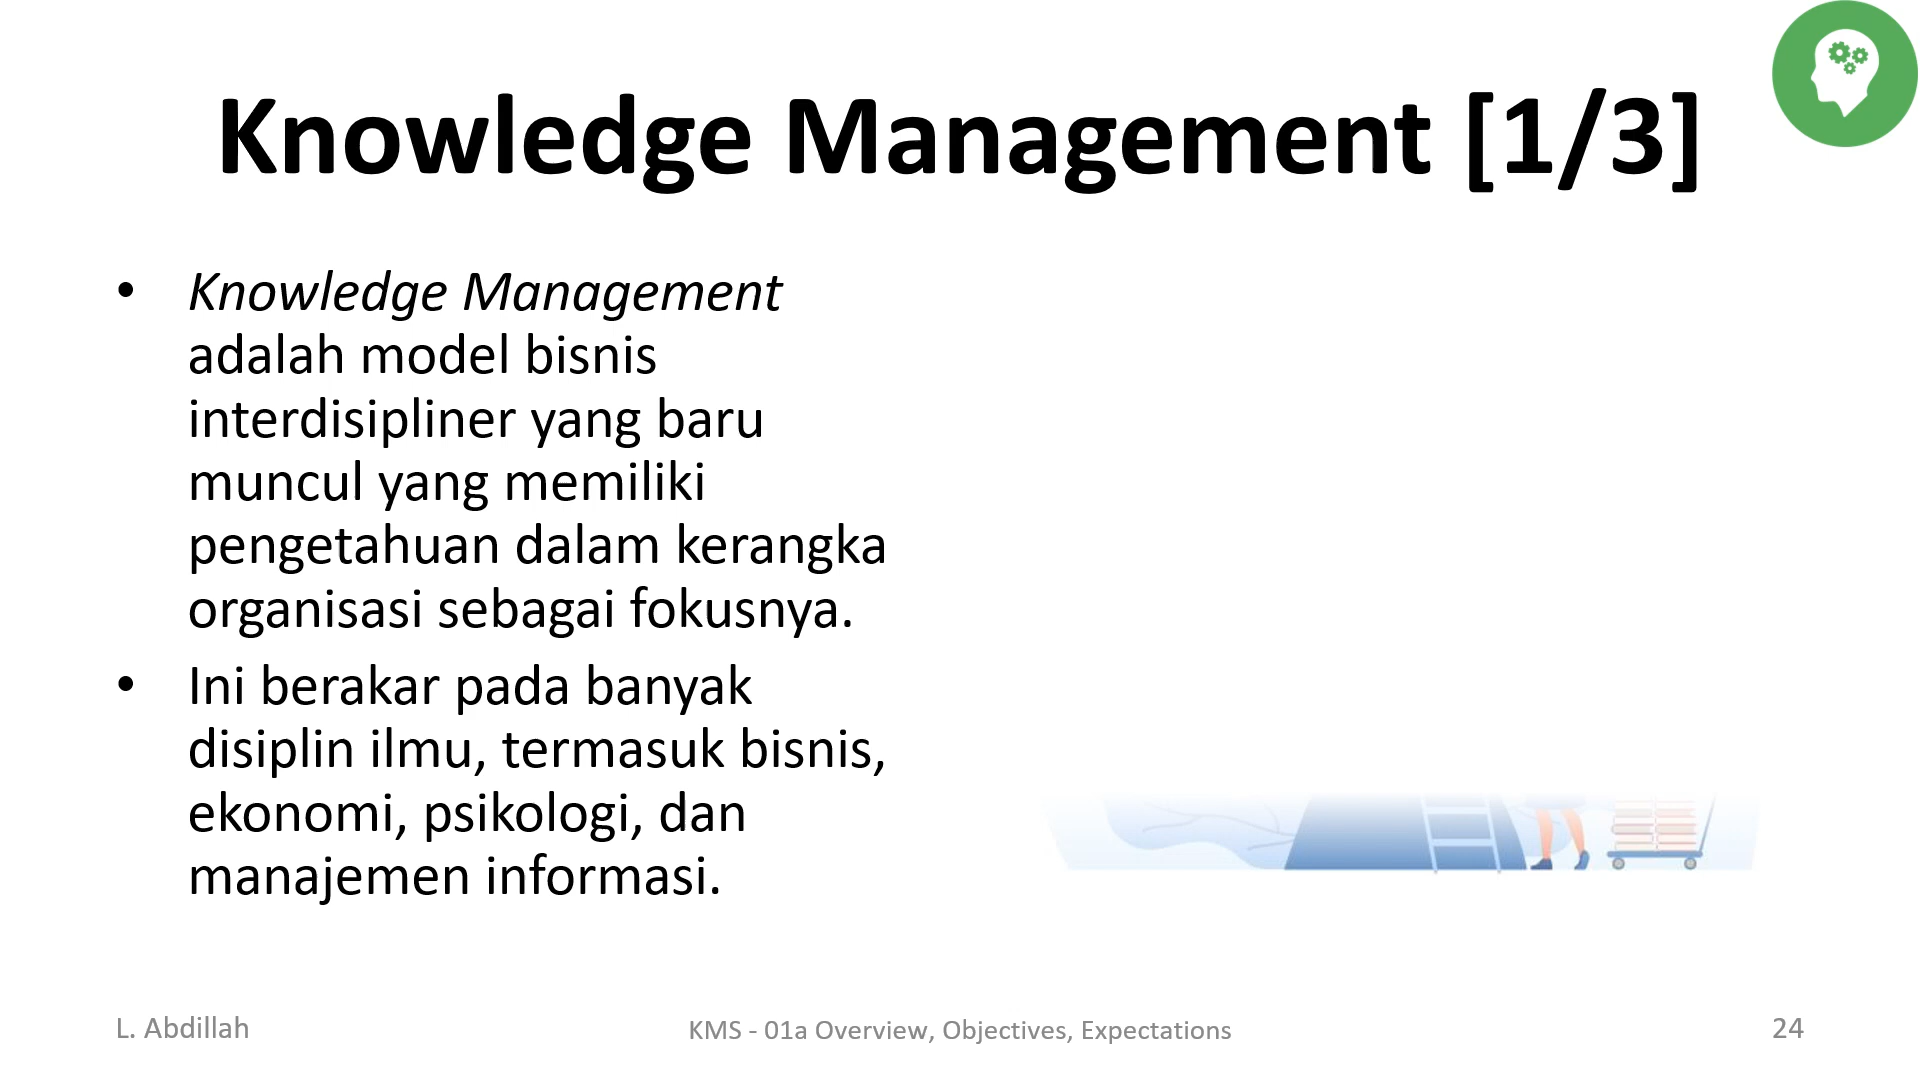 Knowledge Management [1/3]
• Knowledge Management
adalah model bisnis
interdisipliner yang baru
muncul yang memiliki
pengetahuan dalam kerangka
organisasi sebagai fokusnya.
• Ini berakar pada banyak
disiplin ilmu, termasuk bisnis,
ekonomi, psikologi, dan
manajemen informasi.
L. Abdillah
KMS - 01a Overview, Objectives, Expectations
24